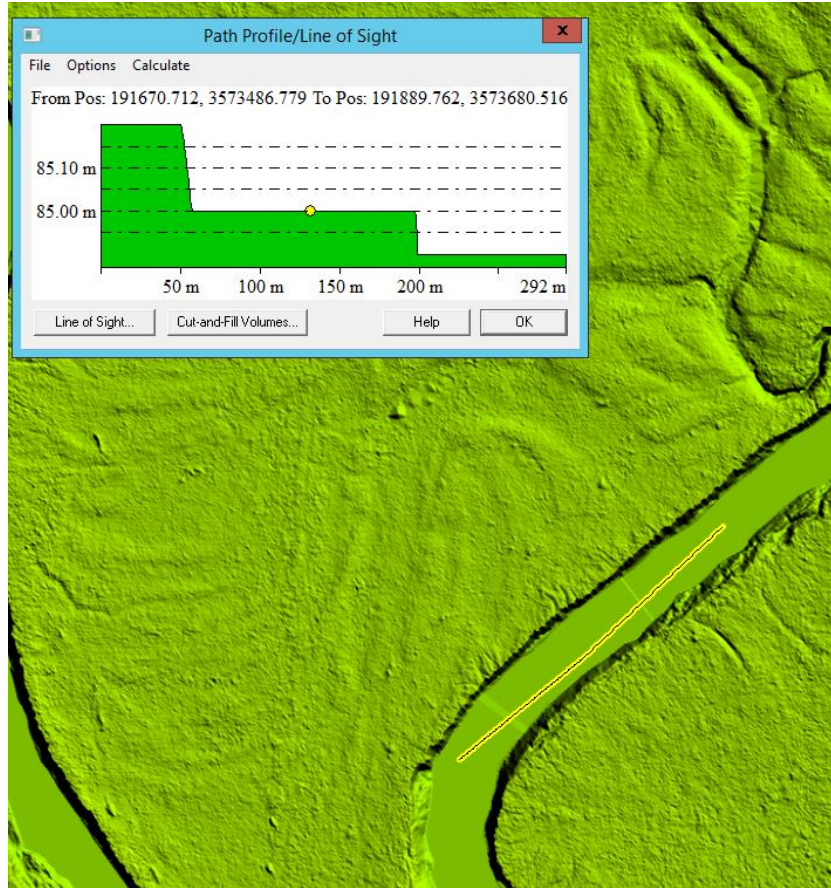 Path Profile/Line of Sight
x
File Options Calculate
From Pos: 191670.712, 3573486.779 To Pos: 191889.762, 3573680.516
85.10 m
85.00 m
50 m 100 m 150 m 200 m 292 m
Line of Sight... Cut-and-Fill Volumes... Help OK